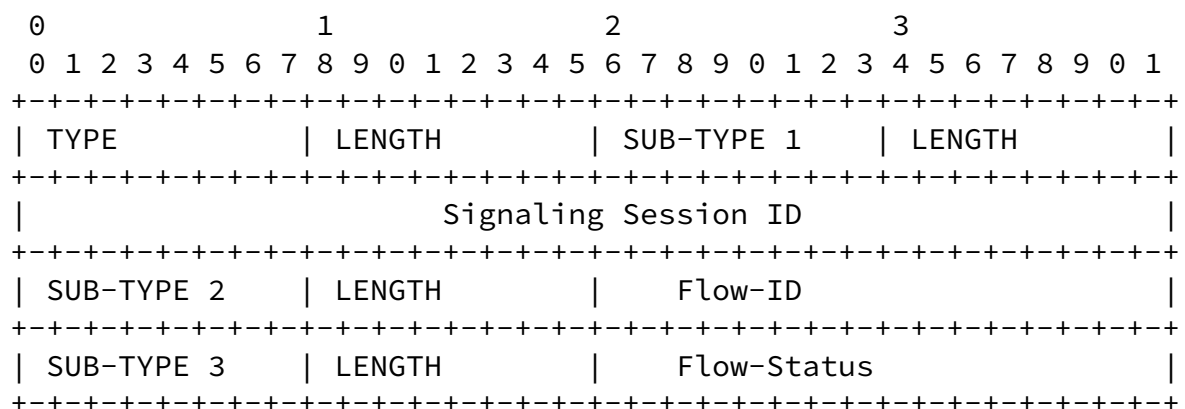 0                   1                   2                   3
 0 1 2 3 4 5 6 7 8 9 0 1 2 3 4 5 6 7 8 9 0 1 2 3 4 5 6 7 8 9 0 1
+-+-+-+-+-+-+-+-+-+-+-+-+-+-+-+-+-+-+-+-+-+-+-+-+-+-+-+-+-+-+-+-+
| TYPE          | LENGTH        | SUB-TYPE 1    | LENGTH        |
+-+-+-+-+-+-+-+-+-+-+-+-+-+-+-+-+-+-+-+-+-+-+-+-+-+-+-+-+-+-+-+-+
|                       Signaling Session ID                    |
+-+-+-+-+-+-+-+-+-+-+-+-+-+-+-+-+-+-+-+-+-+-+-+-+-+-+-+-+-+-+-+-+
| SUB-TYPE 2    | LENGTH        |    Flow-ID                    |
+-+-+-+-+-+-+-+-+-+-+-+-+-+-+-+-+-+-+-+-+-+-+-+-+-+-+-+-+-+-+-+-+
| SUB-TYPE 3    | LENGTH        |    Flow-Status                |
+-+-+-+-+-+-+-+-+-+-+-+-+-+-+-+-+-+-+-+-+-+-+-+-+-+-+-+-+-+-+-+-+